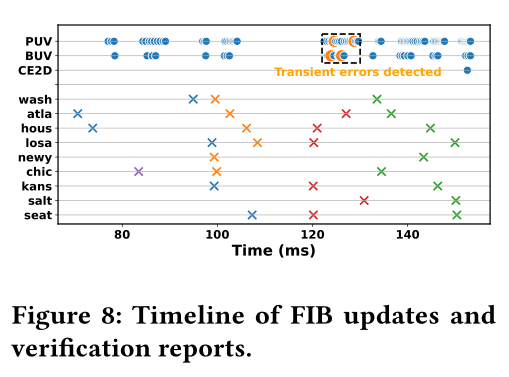 PUV
BUV
CE2D
Transient errors detected
wash
atla
hous
losa
newy
chic
kans
salt
seat
80 100 120 140
Time (ms)
Figure 8: Timeline of FIB updates and
verification reports.